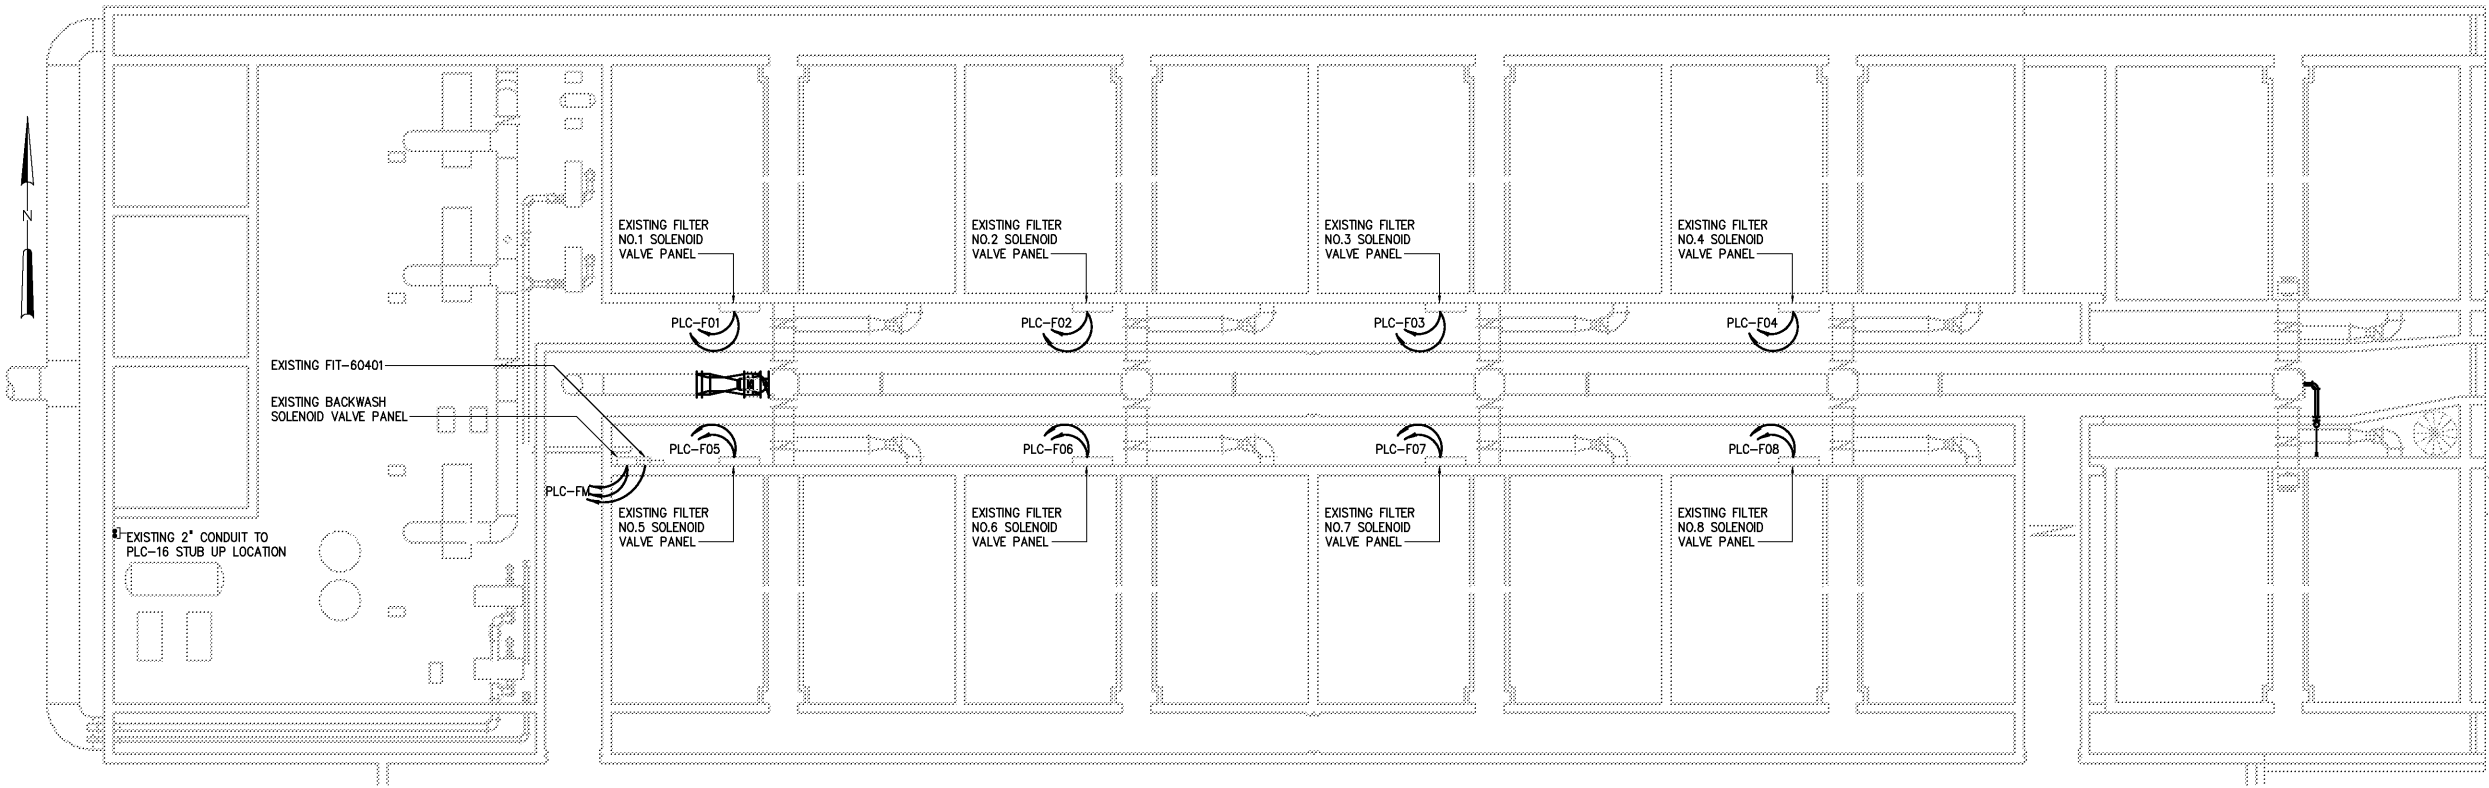 N
EXISTING FILTER
NO.1 SOLENOID
VALVE PANEL
EXISTING FILTER
NO.2 SOLENOID
VALVE PANEL
EXISTING FILTER
NO.3 SOLENOID
VALVE PANEL
EXISTING FILTER
NO.4 SOLENOID
VALVE PANEL
PLC-F01
PLC-F02
PLC-F03
PLC-F04
EXISTING FIT-60401
EXISTING BACKWASH
SOLENOID VALVE PANEL
PLC-F05
PLC-F06
PLC-F07
PLC-F08
PLC-FM
EXISTING FILTER
NO.5 SOLENOID
VALVE PANEL
EXISTING FILTER
NO.6 SOLENOID
VALVE PANEL
EXISTING FILTER
NO.7 SOLENOID
VALVE PANEL
EXISTING FILTER
NO.8 SOLENOID
VALVE PANEL
EXISTING 2" CONDUIT TO
PLC-16 STUB UP LOCATION